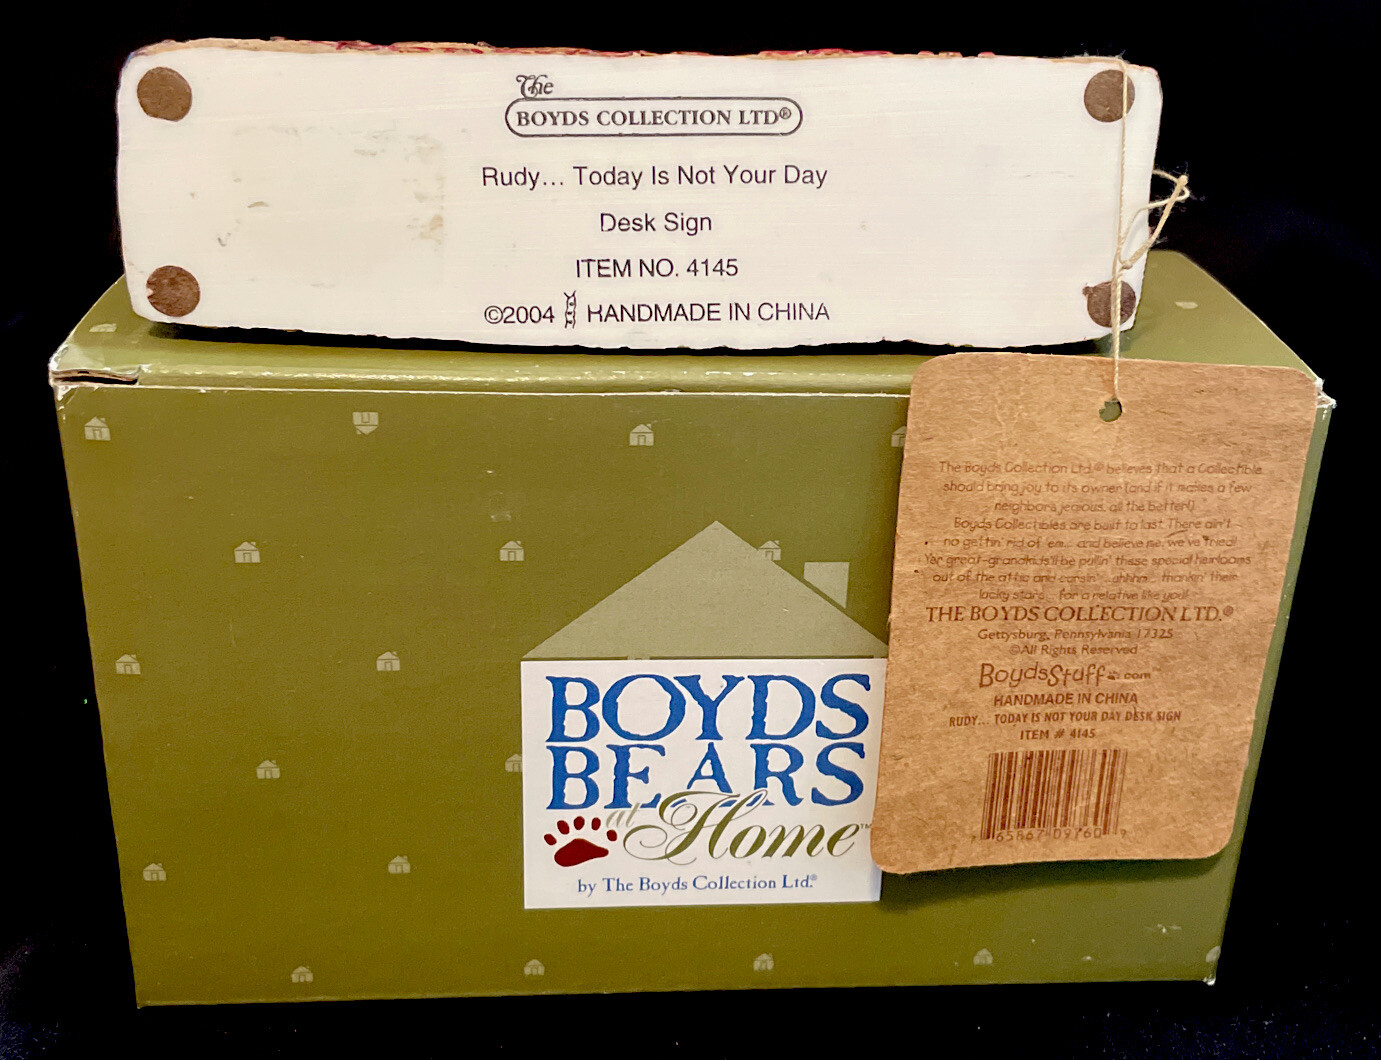 The
BOYDS COLLECTION LTD®
Rudy... Today Is Not Your Day
Desk Sign
ITEM NO. 4145
©2004 HANDMADE IN CHINA
The Boyds Collection Ltd.® believes that a Collectible
should bring joy to its owner (and if it makes a few
neighbors jealous, all the better!)
Boyds Collectibles are built to last. There ain't
no gettin' rid of 'em... and believe me, we've tried!
Yer great-grandkids'll be pullin' these special heirlooms
out of the attic and cursin'...ahhhm... thankin' their
lucky stars... for a relative like you!
THE BOYDS COLLECTION LTD.®
Gettysburg, Pennsylvania 17325
©All Rights Reserved
BoydsStuff.com™
HANDMADE IN CHINA
RUDY... TODAY IS NOT YOUR DAY DESK SIGN
ITEM # 4145
7 65867 09760 9
BOYDS
BEARS
at Home™
by The Boyds Collection Ltd.®